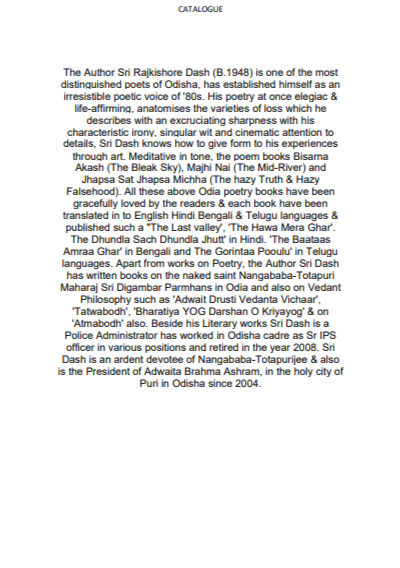 CATALOGUE
The Author Sri Rajkishore Dash (B.1948) is one of the most
distinguished poets of Odisha, has established himself as an
irresistible poetic voice of '80s. His poetry at once elegiac &
life-affirming, anatomises the varieties of loss which he
describes with an excruciating sharpness with his
characteristic irony, singular wit and cinematic attention to
details, Sri Dash knows how to give form to his experiences
through art. Meditative in tone, the poem books Bisarna
Akash (The Bleak Sky), Majhi Nai (The Mid-River) and
Jhapsa Sat Jhapsa Michha (The hazy Truth & Hazy
Falsehood). All these above Odia poetry books have been
gracefully loved by the readers & each book have been
translated in to English Hindi Bengali & Telugu languages &
published such a "The Last valley', 'The Hawa Mera Ghar'.
The Dhundla Sach Dhundla Jhutt' in Hindi. 'The Baataas
Amraa Ghar' in Bengali and The Gorintaa Pooulu' in Telugu
languages. Apart from works on Poetry, the Author Sri Dash
has written books on the naked saint Nangababa-Totapuri
Maharaj Sri Digambar Parmhans in Odia and also on Vedant
Philosophy such as 'Adwait Drusti Vedanta Vichaar',
'Tatwabodh', 'Bharatiya YOG Darshan O Kriyayog' & on
'Atmabodh' also. Beside his Literary works Sri Dash is a
Police Administrator has worked in Odisha cadre as Sr IPS
officer in various positions and retired in the year 2008. Sri
Dash is an ardent devotee of Nangababa-Totapurijee & also
is the President of Adwaita Brahma Ashram, in the holy city of
Puri in Odisha since 2004.